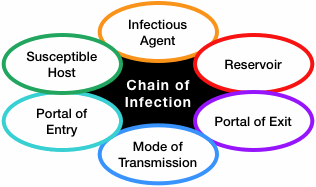 Infectious
Agent
Susceptible
Host
Reservoir
Chain of
Infection
Portal of
Entry
Portal of Exit
Mode of
Transmission